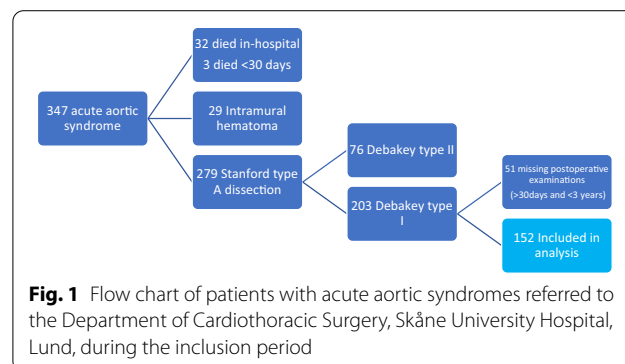 32 died in-hospital
3 died <30 days
347 acute aortic
syndrome
29 Intramural
hematoma
279 Stanford type
A dissection
76 Debakey type II
203 Debakey type
I
51 missing postoperative
examinations
(>30days and <3 years)
152 Included in
analysis
Fig. 1 Flow chart of patients with acute aortic syndromes referred to
the Department of Cardiothoracic Surgery, Skåne University Hospital,
Lund, during the inclusion period